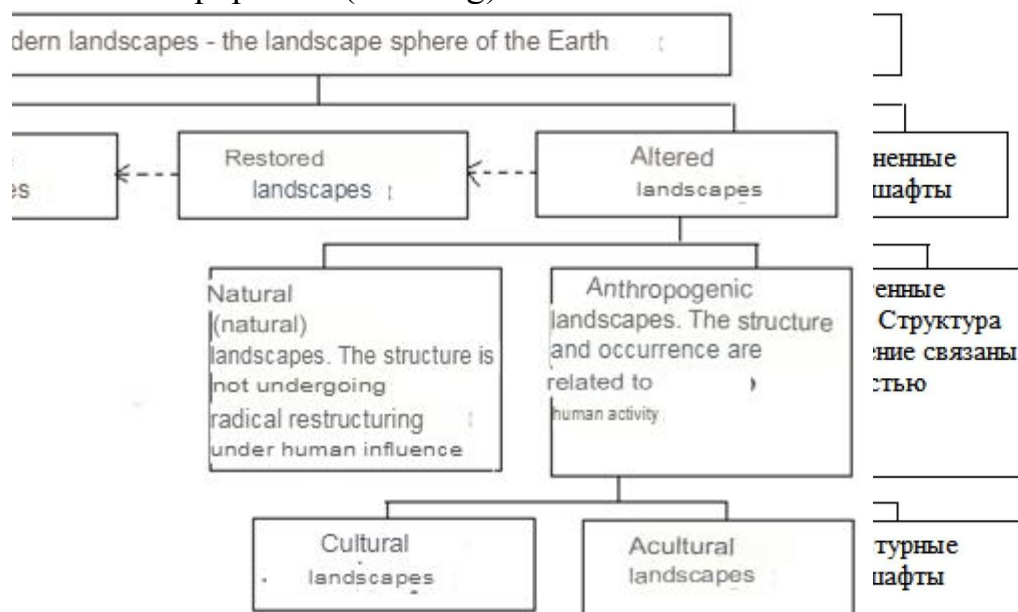 dern landscapes - the landscape sphere of the Earth
es
Restored
landscapes
Altered
landscapes
ненные
шафты
Natural
(natural)
landscapes. The structure is
not undergoing
radical restructuring
under human influence
Anthropogenic
landscapes. The structure
and occurrence are
related to
human activity
енные
Структура
ение связаны
стью
Cultural
landscapes
Acultural
landscapes
турные
шафты